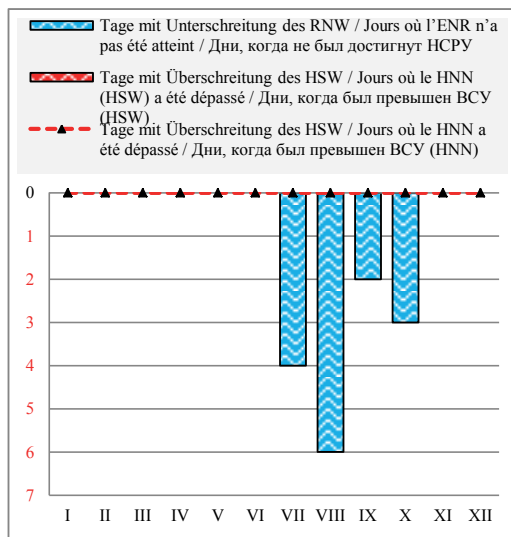 Tage mit Unterschreitung des RNW / Jours où l'ENR n'a
pas été atteint / Дни, когда не был достигнут НСРУ
Tage mit Überschreitung des HSW / Jours où le HNN
(HSW) a été dépassé / Дни, когда был превышен ВСУ
(HSW)
Tage mit Überschreitung des HSW / Jours où le HNN a
été dépassé / Дни, когда был превышен ВСУ (HNN)
0
1
2
3
4
5
6
7
I II III IV V VI VII VIII IX X XI XII